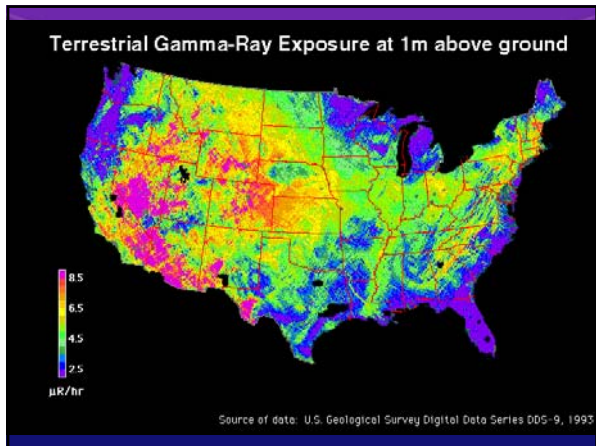 Terrestrial Gamma-Ray Exposure at 1m above ground
8.5
6.5
4.5
2.5
μR/hr
Source of data: U.S. Geological Survey Digital Data Series DDS-9, 1993